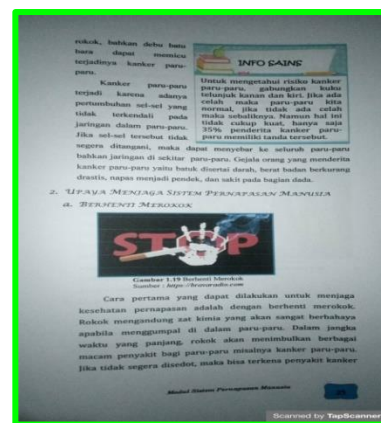 rokok, bahkan debu batu
bara dapat memicu
terjadinya kanker paru-
paru.
Kanker paru-paru
terjadi karena adanya
pertumbuhan sel-sel yang
tidak terkendali pada
jaringan dalam paru-paru.
Jika sel-sel tersebut tidak
INFO SAINS
Untuk mengetahui risiko kanker
paru-paru, gabungkan kuku
telunjuk kanan dan kiri. Jika ada
celah maka paru-paru kita
normal, jika tidak ada celah
maka sebaliknya. Namun hal ini
tidak cukup kuat, hanya saja
35% penderita kanker paru-
paru memiliki tanda tersebut.
segera ditangani, maka dapat menyebar ke seluruh paru-paru
bahkan jaringan di sekitar paru-paru. Gejala orang yang menderita
kanker paru-paru yaitu batuk disertai darah, berat badan berkurang
drastis, napas menjadi pendek, dan sakit pada bagian dada.
2. UPAYA MENJAGA SISTEM PERNAPASAN MANUSIA
a. BERHENTI MEROKOK
STOP
Gambar 1.19 Berhenti Merokok
Sumber : https://
Cara pertama yang dapat dilakukan untuk menjaga
kesehatan pernapasan adalah dengan berhenti merokok.
Rokok mengandung zat kimia yang akan sangat berbahaya
apabila menggumpal di dalam paru-paru. Dalam jangka
waktu yang panjang, rokok akan menimbulkan berbagai
macam penyakit bagi paru-paru misalnya kanker paru-paru.
Jika tidak segera disedot, maka bisa terkena penyakit kanker
Modul Sistem Pernapasan Manusia
Scanned by TapScanner